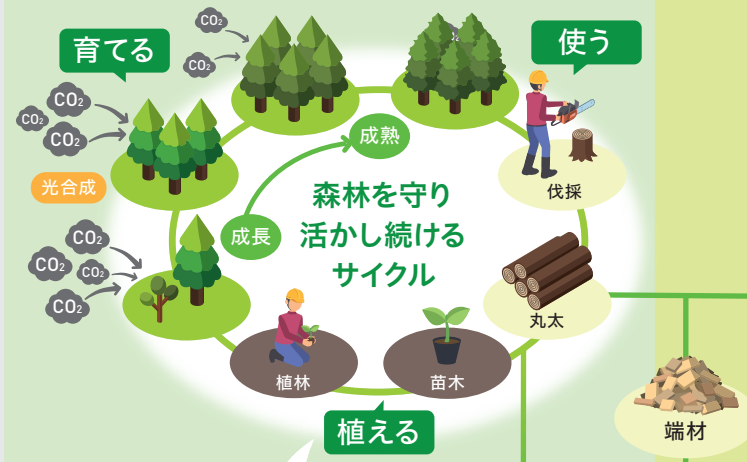 CO₂
CO₂
育てる
使う
CO₂
CO₂
CO₂
成熟
光合成
伐採
森林を守り
活かし続ける
サイクル
成長
CO₂
CO₂
CO₂
CO₂
丸太
植林
苗木
植える
端材